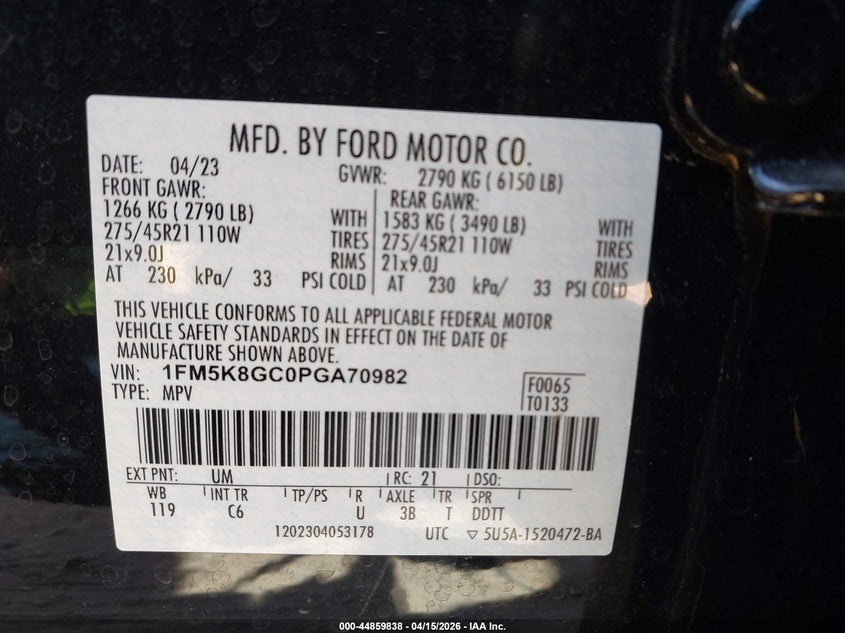 MFD. BY FORD MOTOR CO.
DATE: 04/23 GVWR: 2790 KG ( 6150 LB)
FRONT GAWR: REAR GAWR:
1266 KG ( 2790 LB) WITH 1583 KG ( 3490 LB) WITH
275/45R21 110W TIRES 275/45R21 110W TIRES
21x9.0J RIMS 21x9.0J RIMS
AT 230 kPa/ 33 PSI COLD AT 230 kPa/ 33 PSI COLD
THIS VEHICLE CONFORMS TO ALL APPLICABLE FEDERAL MOTOR
VEHICLE SAFETY STANDARDS IN EFFECT ON THE DATE OF
MANUFACTURE SHOWN ABOVE.
VIN: 1FM5K8GC0PGA70982
TYPE: MPV
F0065
T0133
EXT PNT: UM RC: 21 DSO:
WB INT TR TP/PS R AXLE TR SPR
119 C6 U 3B T DDTT
1202304053178 UTC ▽ 5U5A-1520472-BA
000-44859838 - 04/15/2026 - IAA Inc.